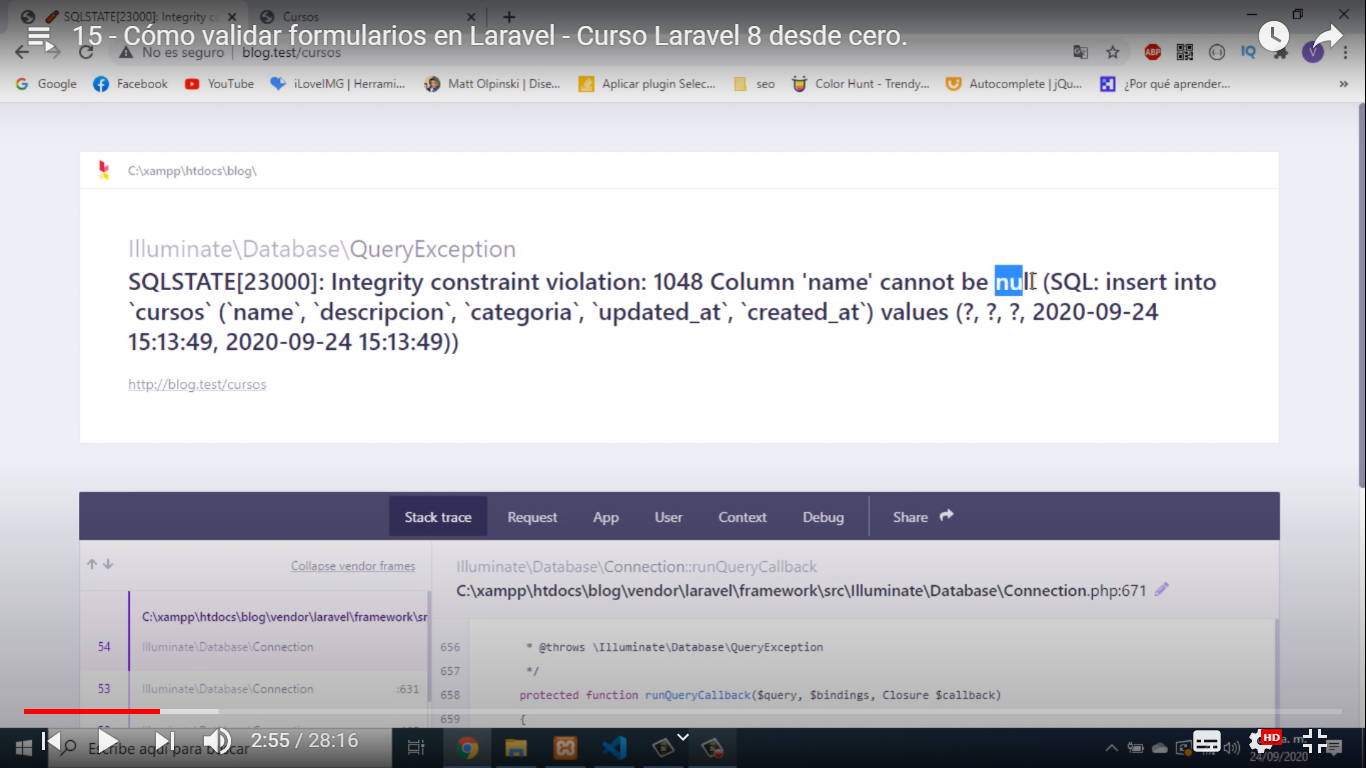 SQLSTATE[23000]: Integrity c
Cursos
15 - Cómo validar formularios en Laravel - Curso Laravel 8 desde cero.
No es seguro | blog.test/cursos
ABP
IQ
V
Google
Facebook
YouTube
iLoveIMG | Herrami...
Matt Olpinski | Dise...
Aplicar plugin Selec...
seo
Color Hunt - Trendy...
Autocomplete | jQu...
¿Por qué aprender...
»
C:\xampp\htdocs\blog\
Illuminate\Database\QueryException
SQLSTATE[23000]: Integrity constraint violation: 1048 Column 'name' cannot be null (SQL: insert into
`cursos` (`name`, `descripcion`, `categoria`, `updated_at`, `created_at`) values (?, ?, ?, 2020-09-24
15:13:49, 2020-09-24 15:13:49))
http://blog.test/cursos
Stack trace
Request
App
User
Context
Debug
Share
Collapse vendor frames
Illuminate\Database\Connection::runQueryCallback
C:\xampp\htdocs\blog\vendor\laravel\framework\src\Illuminate\Database\Connection.php:671
C:\xampp\htdocs\blog\vendor\laravel\framework\sr
54
Illuminate\Database\Connection
53
Illuminate\Database\Connection
:631
656 * @throws \Illuminate\Database\QueryException
657 */
658 protected function runQueryCallback($query, $bindings, Closure $callback)
659 {
Escribe aquí para buscar
2:55 / 28:16
HD
a. m.
24/09/2020